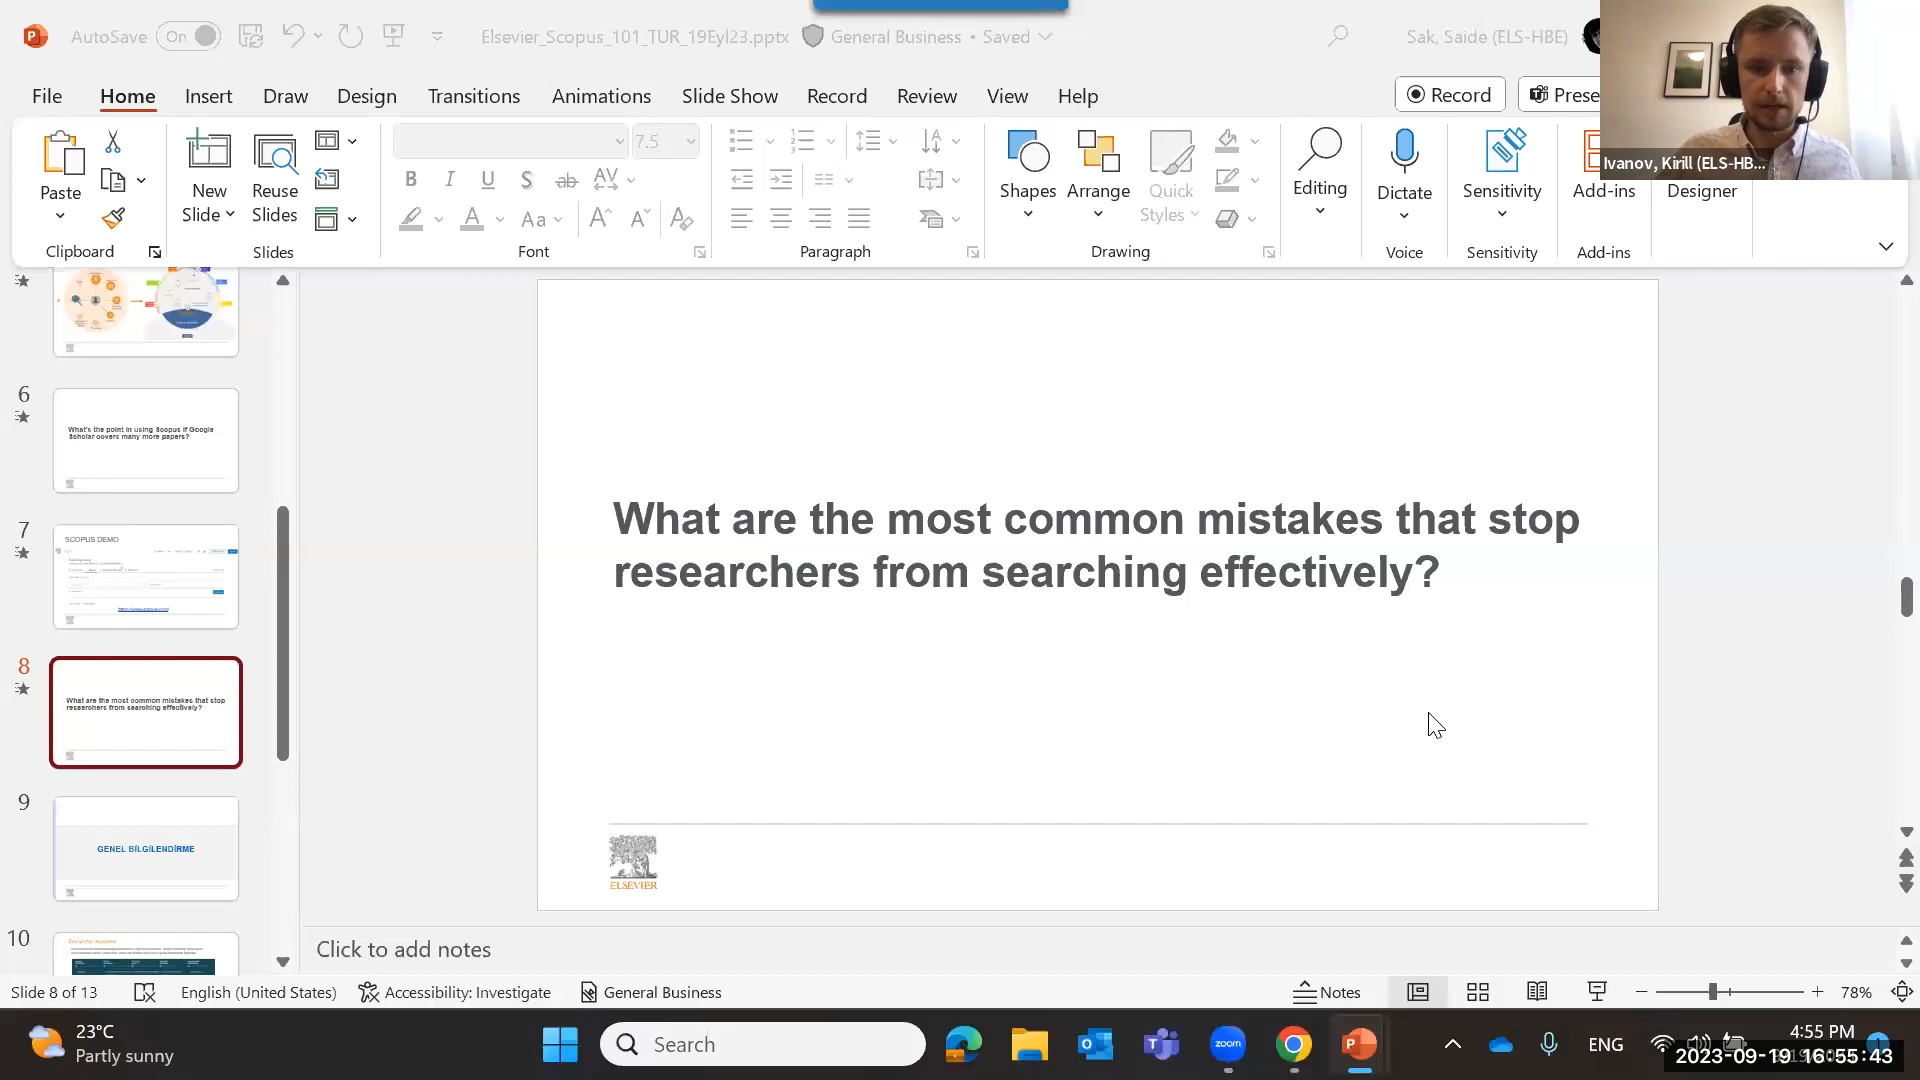 AutoSave On
Elsevier_Scopus_101_TUR_19Eyl23.pptx General Business • Saved
Sak, Saide (ELS-HBE)
File Home Insert Draw Design Transitions Animations Slide Show Record Review View Help
Record Prese
Ivanov, Kirill (ELS-HB...
7.5
Paste
New Slide
Reuse Slides
Shapes Arrange Quick Styles
Editing
Dictate
Sensitivity
Add-ins
Designer
Clipboard Slides Font Paragraph Drawing Voice Sensitivity Add-ins
6
What's the point in using Scopus if Google
Scholar covers many more papers?
7
SCOPUS DEMO
8
What are the most common mistakes that stop
researchers from searching effectively?
9
GENEL BİLGİLENDİRME
10
Researcher Academy
What are the most common mistakes that stop
researchers from searching effectively?
ELSEVIER
Click to add notes
Slide 8 of 13 English (United States) Accessibility: Investigate General Business Notes 78%
23°C
Partly sunny
Search
zoom
ENG
4:55 PM
2023-09-19 16:55:43